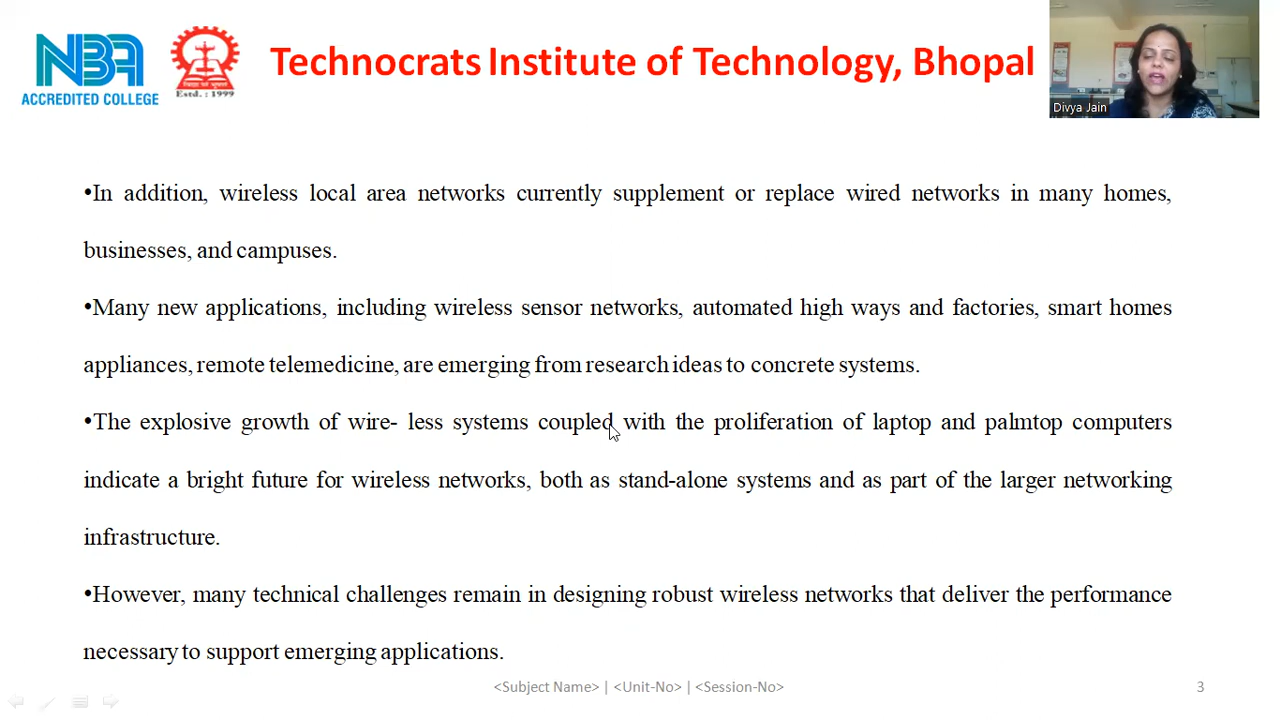 NBA
ACCREDITED COLLEGE
Estd. : 1999
Technocrats Institute of Technology, Bhopal
Divya Jain
•In addition, wireless local area networks currently supplement or replace wired networks in many homes,
businesses, and campuses.
•Many new applications, including wireless sensor networks, automated high ways and factories, smart homes
appliances, remote telemedicine, are emerging from research ideas to concrete systems.
•The explosive growth of wire- less systems coupled with the proliferation of laptop and palmtop computers
indicate a bright future for wireless networks, both as stand-alone systems and as part of the larger networking
infrastructure.
•However, many technical challenges remain in designing robust wireless networks that deliver the performance
necessary to support emerging applications.
<Subject Name> | <Unit-No> | <Session-No>
3